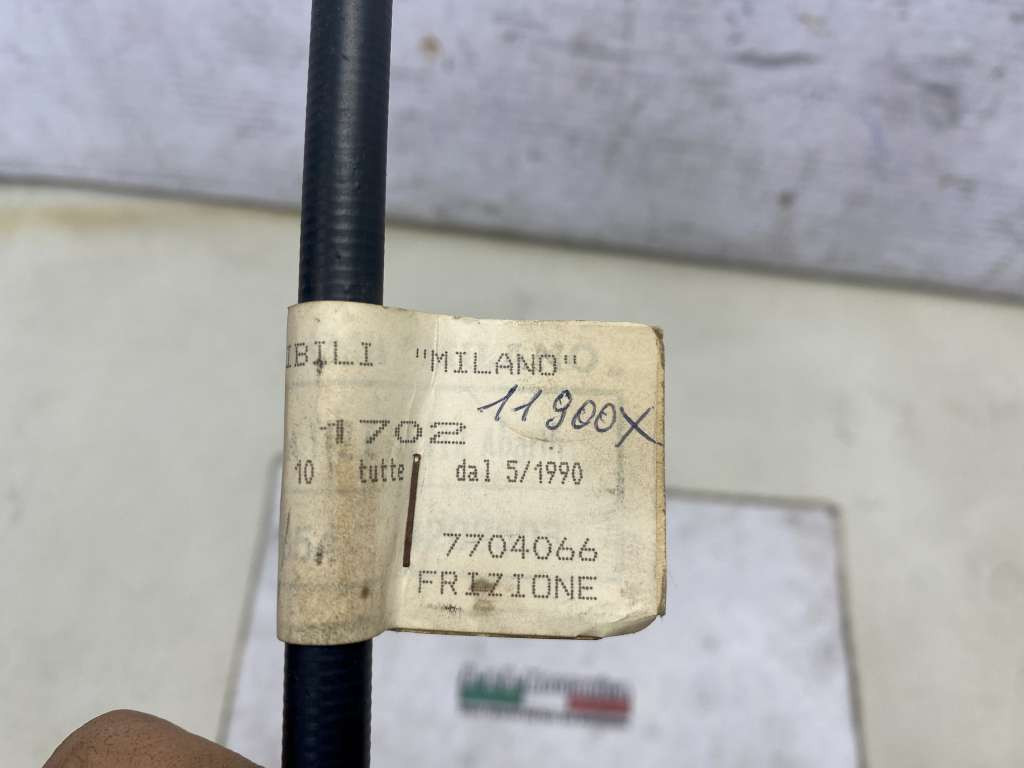 IBILI "MILANO"
11900X
1702
10 tutte dal 5/1990
7704066
FRIZIONE